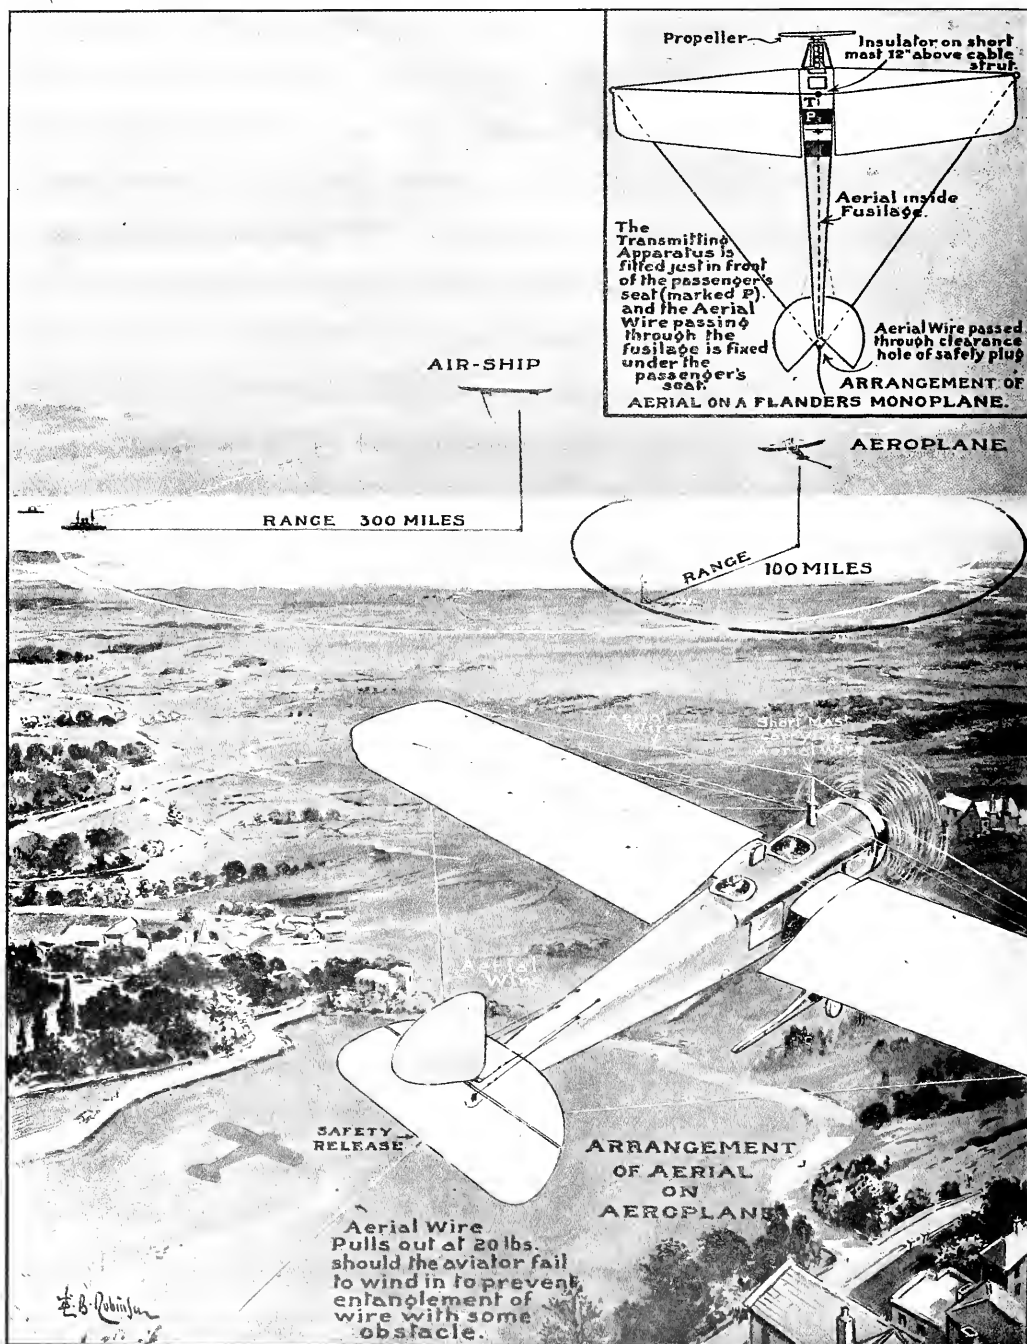 Propeller
Insulator on short
mast 12" above cable
strut.
T
P
Aerial inside
Fusilage.
The
Transmitting
Apparatus is
fitted just in front
of the passenger's
seat (marked P).
and the Aerial
Wire passing
through the
fusilage is fixed
under the
passenger's
seat.
Aerial Wire passed
through clearance
hole of safety plug
ARRANGEMENT OF
AERIAL ON A FLANDERS MONOPLANE.
AIR-SHIP
AEROPLANE
RANGE 300 MILES
RANGE 100 MILES
Aerial
Wire
Short Mast
carrying
Aerial Wire
Aerial
Wire
SAFETY
RELEASE
ARRANGEMENT
OF AERIAL
ON
AEROPLANE
Aerial Wire
Pulls out at 20 lbs.
should the aviator fail
to wind in to prevent
entanglement of
wire with some
obstacle.
B. Robinson